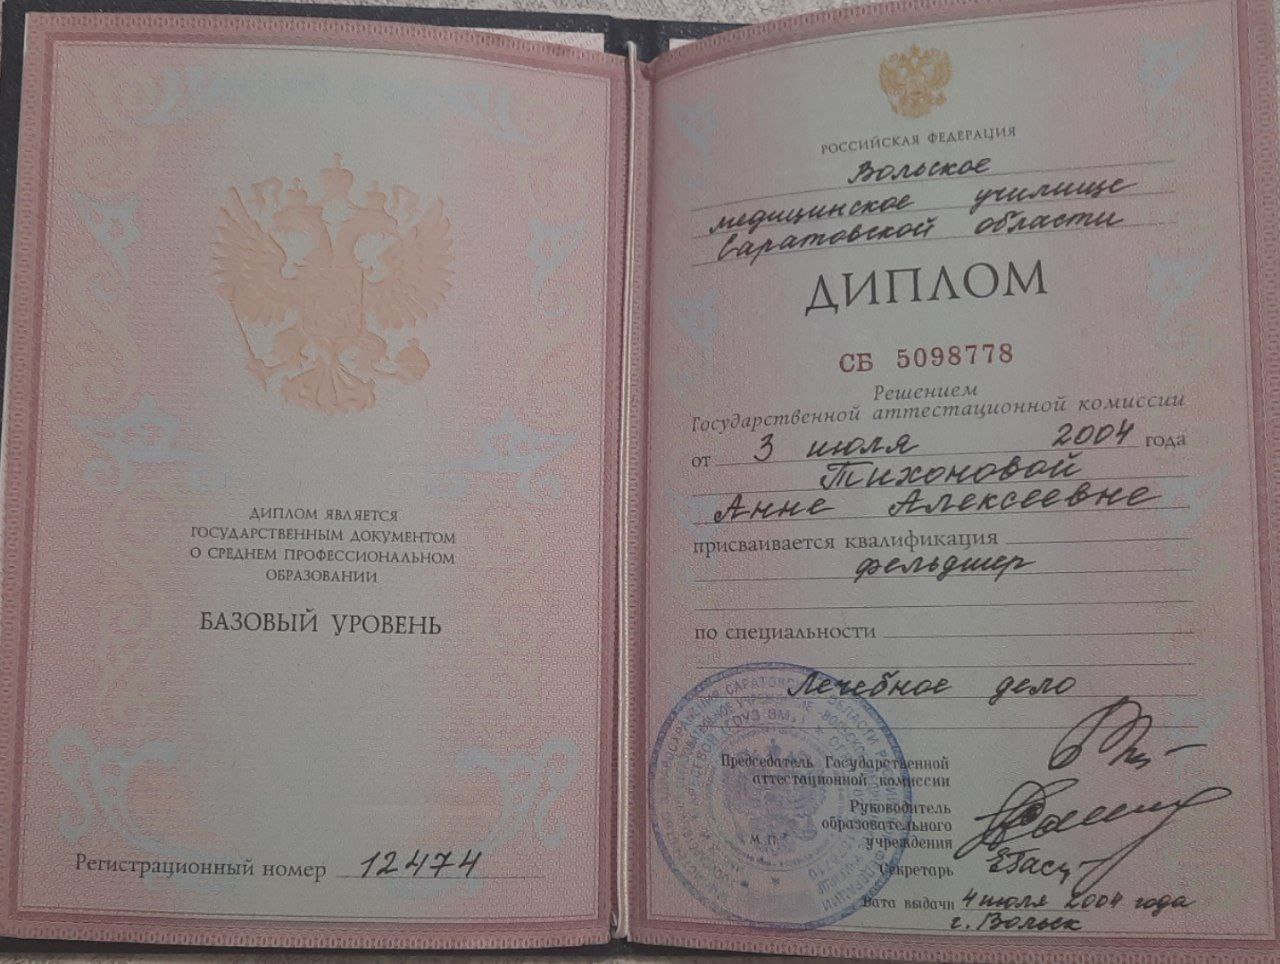 ДИПЛОМ ЯВЛЯЕТСЯ
ГОСУДАРСТВЕННЫМ ДОКУМЕНТОМ
О СРЕДНЕМ ПРОФЕССИОНАЛЬНОМ
ОБРАЗОВАНИИ
БАЗОВЫЙ УРОВЕНЬ
Регистрационный номер 12474
РОССИЙСКАЯ ФЕДЕРАЦИЯ
Вольское
медицинское училище
Саратовской области
ДИПЛОМ
СБ 5098778
Решением
Государственной аттестационной комиссии
от 3 июля 2004 года
Тихоновой
Анне Алексеевне
присваивается квалификация
фельдшер
по специальности
Лечебное дело
Председатель Государственной
аттестационной комиссии
Руководитель
образовательного
учреждения
М.П.
Секретарь
Дата выдачи 4 июля 2004 года
г. Вольск